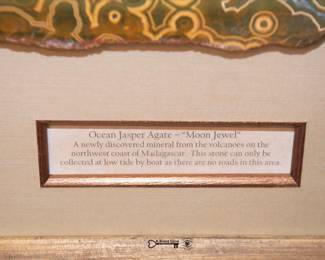 Ocean Jasper Agate ~ "Moon Jewel"
A newly discovered mineral from the volcanoes on the
northwest coast of Madagascar. This stone can only be
collected at low tide by boat as there are no roads in this area.